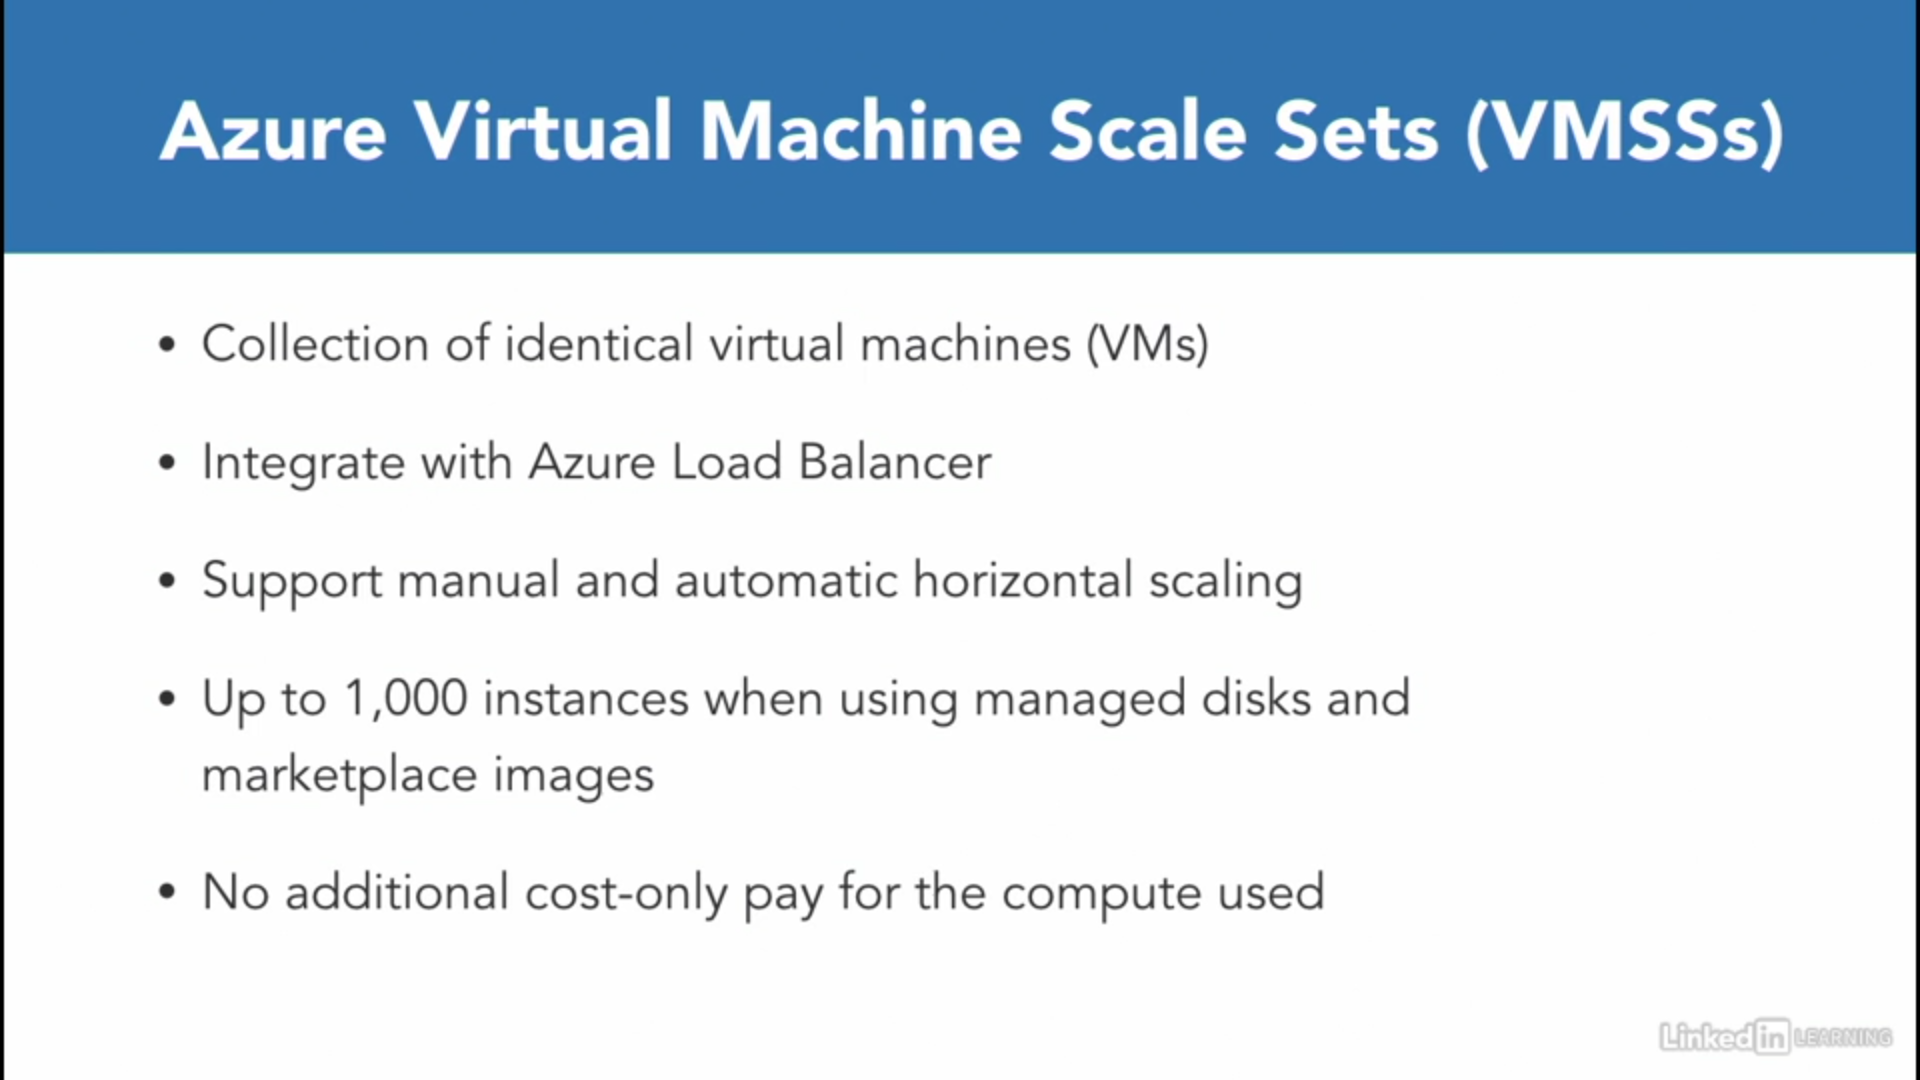 Azure Virtual Machine Scale Sets (VMSSs)
• Collection of identical virtual machines (VMs)
• Integrate with Azure Load Balancer
• Support manual and automatic horizontal scaling
• Up to 1,000 instances when using managed disks and
marketplace images
• No additional cost-only pay for the compute used
Linked in LEARNING